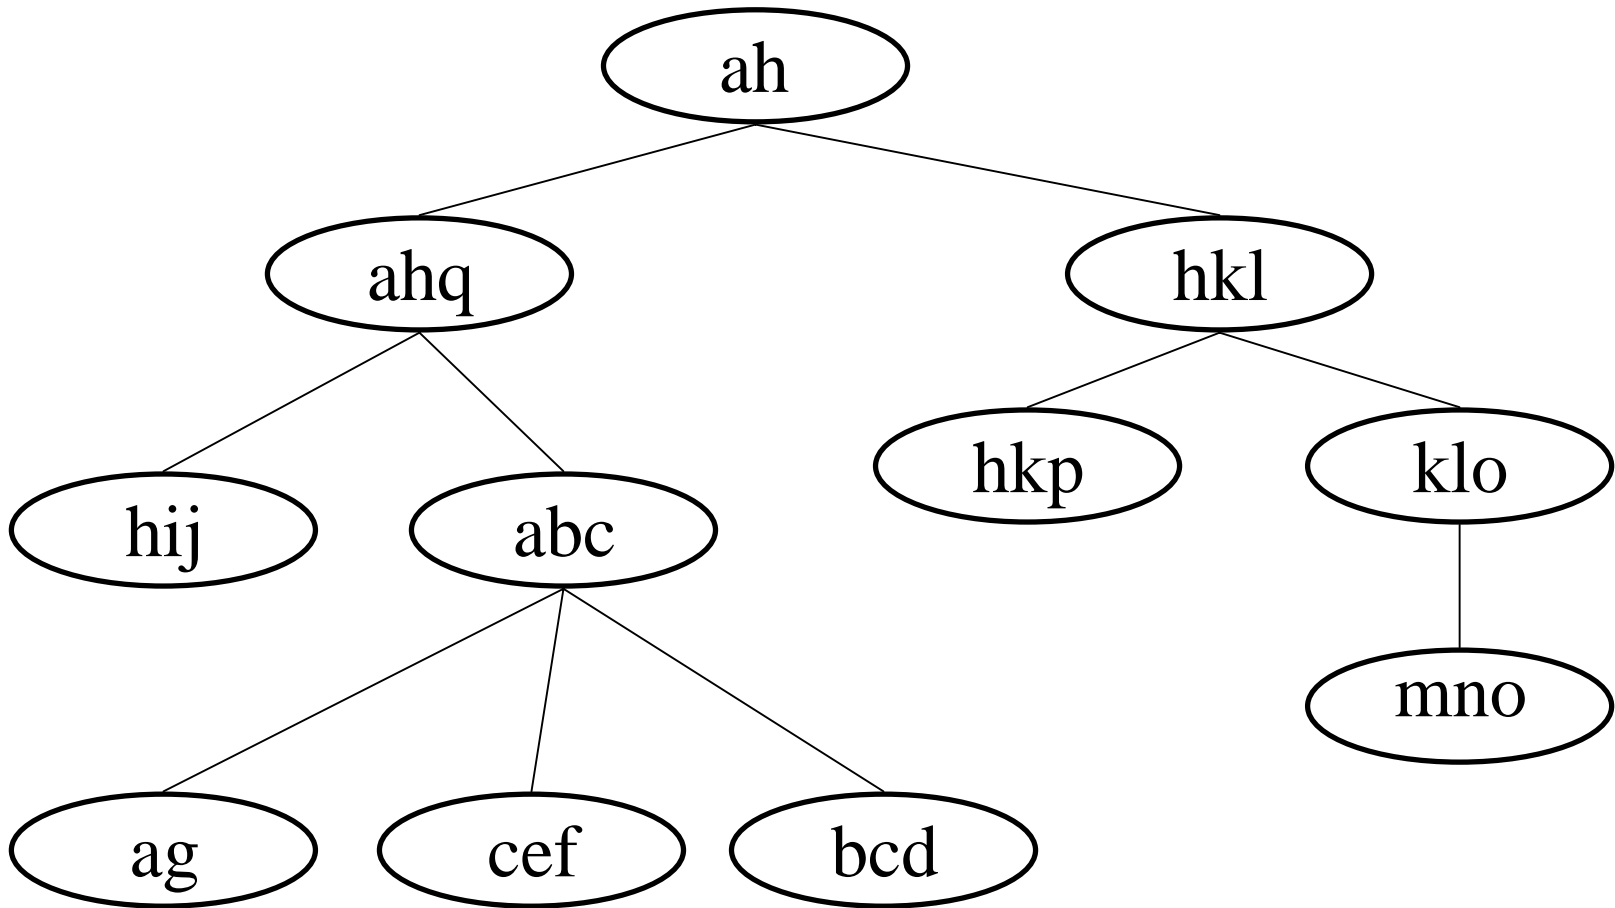 ah
ahq
hkl
hkp
klo
hij
abc
mno
ag
cef
bcd